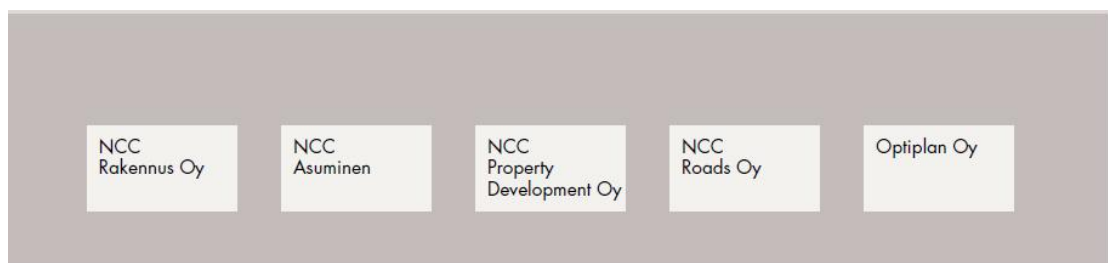 NCC
Rakennus Oy
NCC
Asuminen
NCC
Property
Development Oy
NCC
Roads Oy
Optiplan Oy